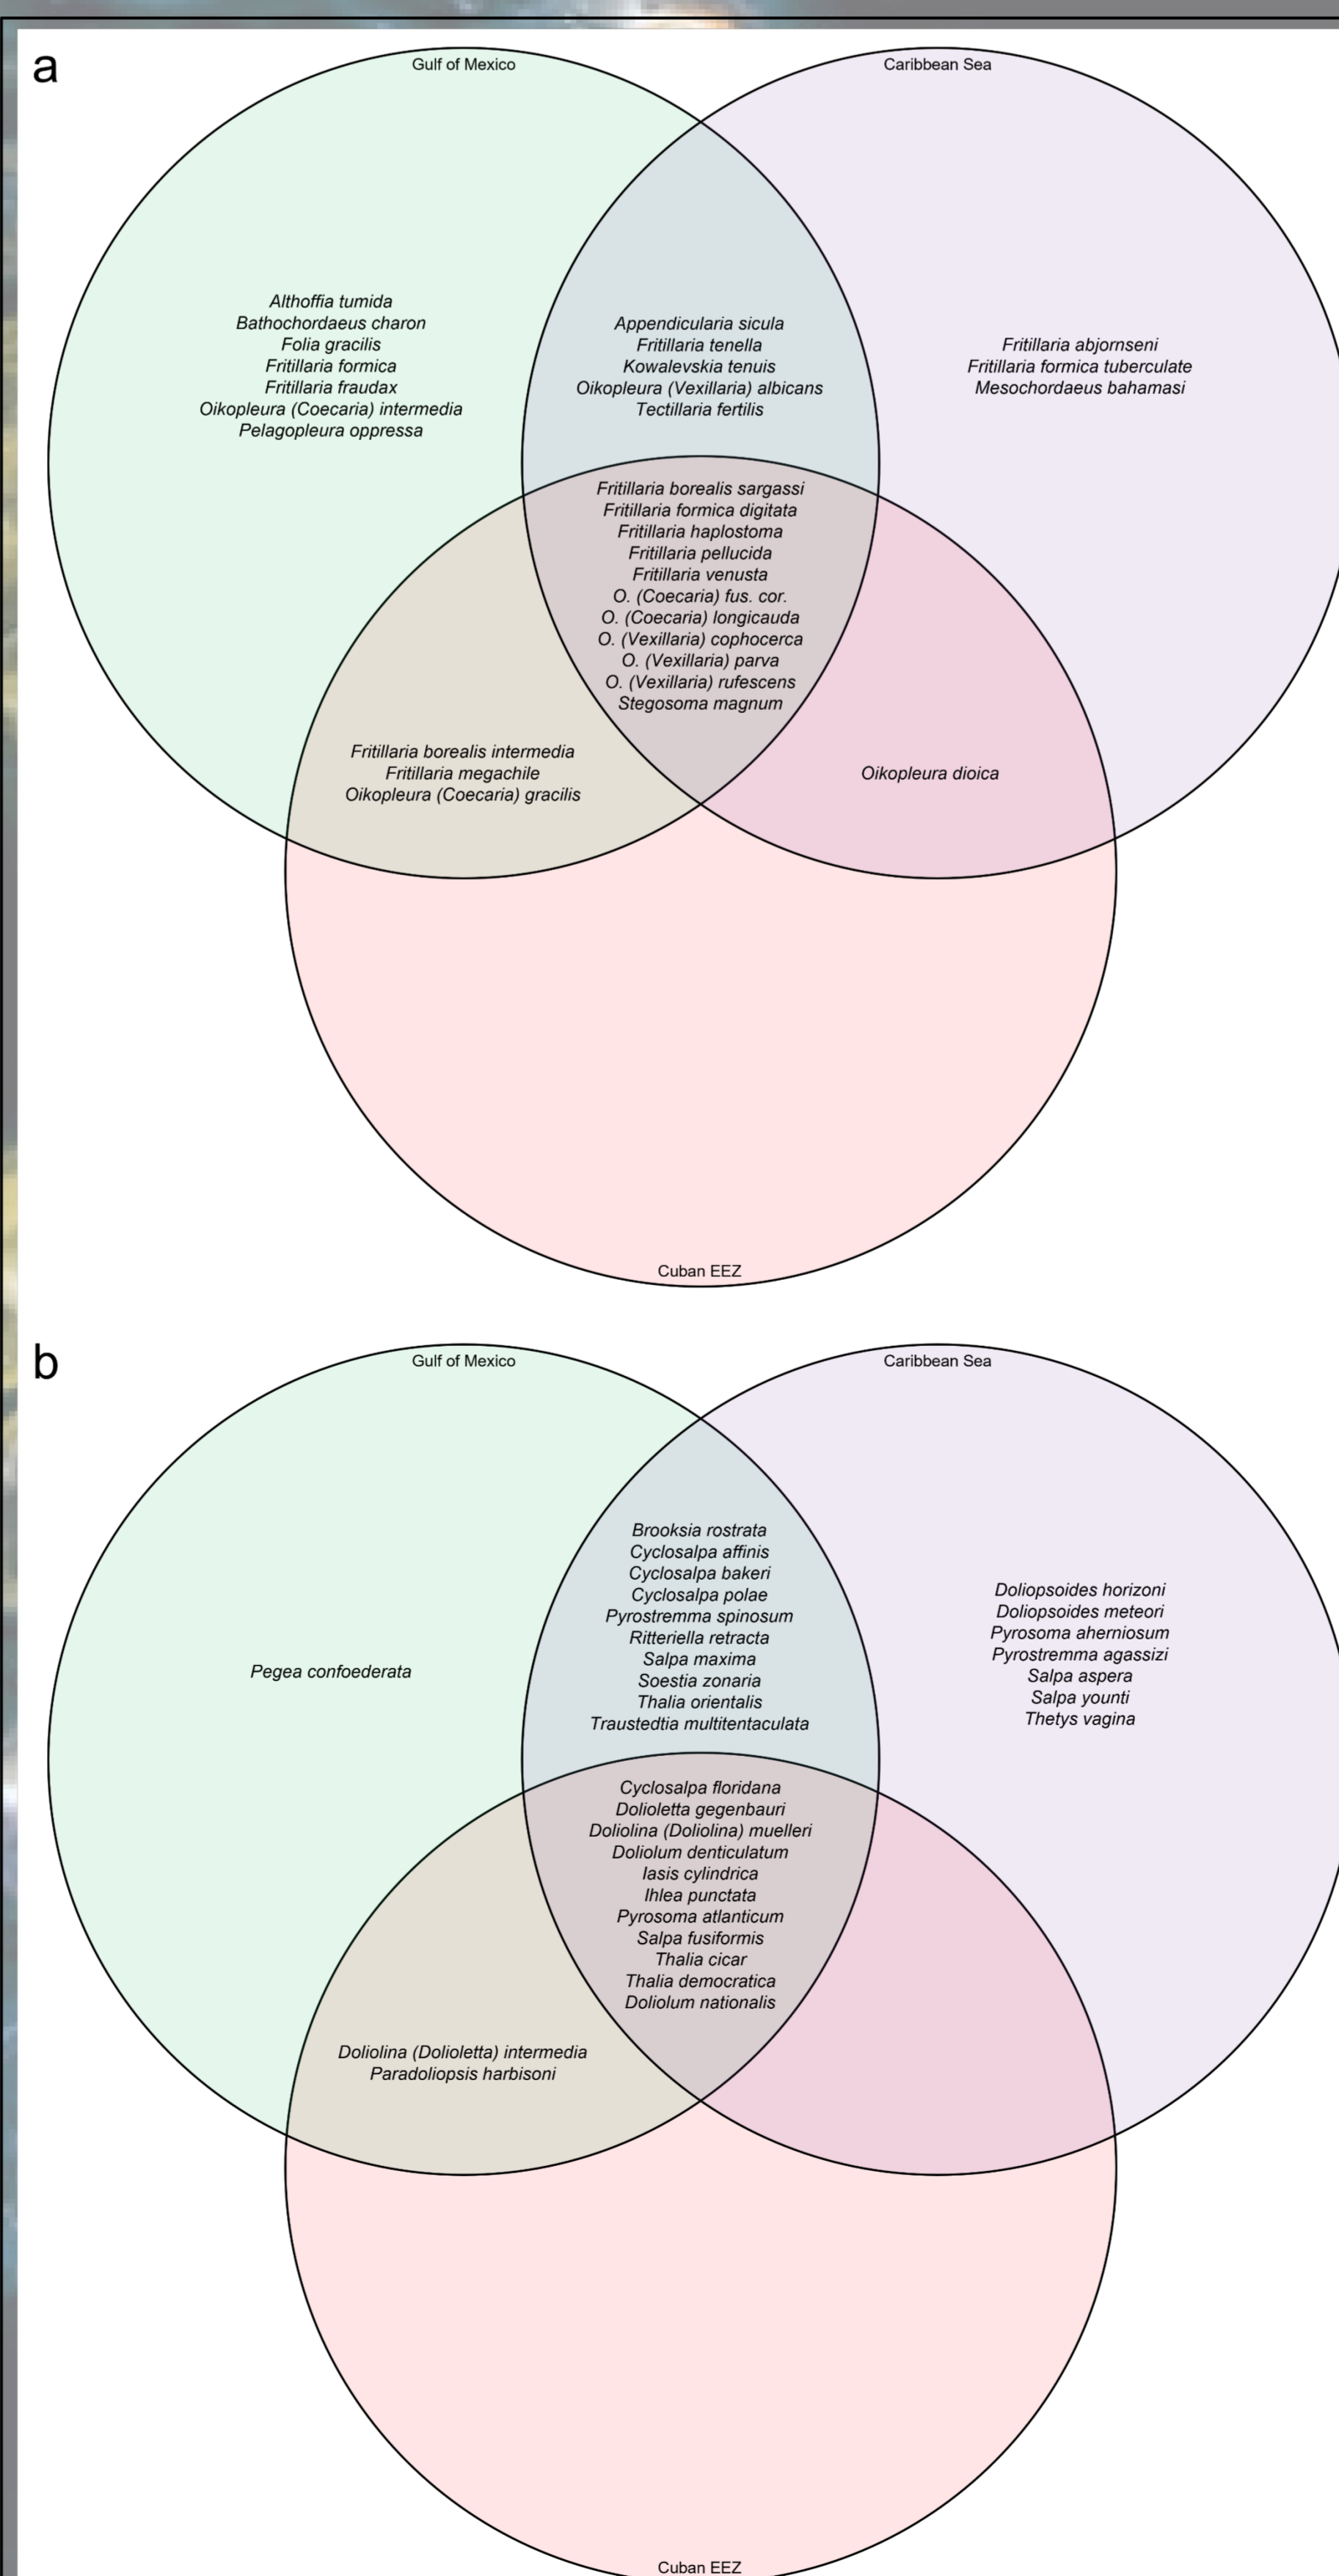 a
Gulf of Mexico
Caribbean Sea
Althoffia tumida
Bathochordaeus charon
Folia gracilis
Fritillaria formica
Fritillaria fraudax
Oikopleura (Coecaria) intermedia
Pelagopleura oppressa
Appendicularia sicula
Fritillaria tenella
Kowalevskia tenuis
Oikopleura (Vexillaria) albicans
Tectillaria fertilis
Fritillaria abjornseni
Fritillaria formica tuberculate
Mesochordaeus bahamasi
Fritillaria borealis sargassi
Fritillaria formica digitata
Fritillaria haplostoma
Fritillaria pellucida
Fritillaria venusta
O. (Coecaria) fus. cor.
O. (Coecaria) longicauda
O. (Vexillaria) cophocerca
O. (Vexillaria) parva
O. (Vexillaria) rufescens
Stegosoma magnum
Fritillaria borealis intermedia
Fritillaria megachile
Oikopleura (Coecaria) gracilis
Oikopleura dioica
Cuban EEZ
b
Gulf of Mexico
Caribbean Sea
Pegea confoederata
Brooksia rostrata
Cyclosalpa affinis
Cyclosalpa bakeri
Cyclosalpa polae
Pyrostremma spinosum
Ritteriella retracta
Salpa maxima
Soestia zonaria
Thalia orientalis
Traustedtia multitentaculata
Doliopsoides horizoni
Doliopsoides meteori
Pyrosoma aherniosum
Pyrostremma agassizi
Salpa aspera
Salpa younti
Thetys vagina
Cyclosalpa floridana
Dolioletta gegenbauri
Doliolina (Doliolina) muelleri
Doliolum denticulatum
Iasis cylindrica
Ihlea punctata
Pyrosoma atlanticum
Salpa fusiformis
Thalia cicar
Thalia democratica
Doliolum nationalis
Doliolina (Dolioletta) intermedia
Paradoliopsis harbisoni
Cuban EEZ